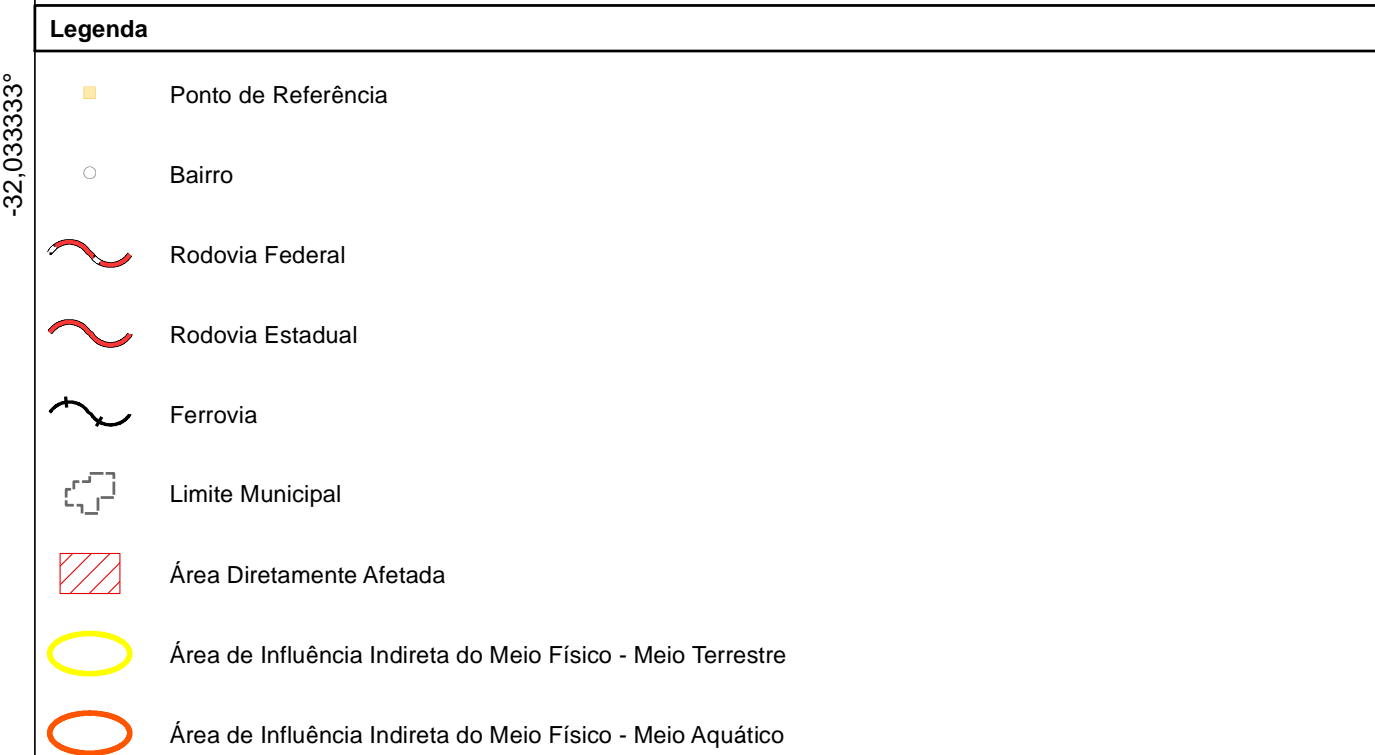 Legenda
-32,033333°
Ponto de Referência
Bairro
Rodovia Federal
Rodovia Estadual
Ferrovia
Limite Municipal
Área Diretamente Afetada
Área de Influência Indireta do Meio Físico - Meio Terrestre
Área de Influência Indireta do Meio Físico - Meio Aquático